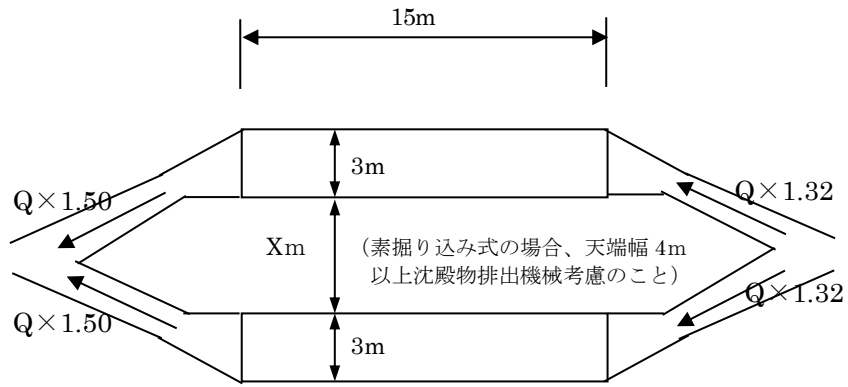 15m
3m
Q×1.50
Q×1.32
Xm
（素掘り込み式の場合、天端幅 4m
以上沈殿物排出機械考慮のこと）
Q×1.32
Q×1.50
3m